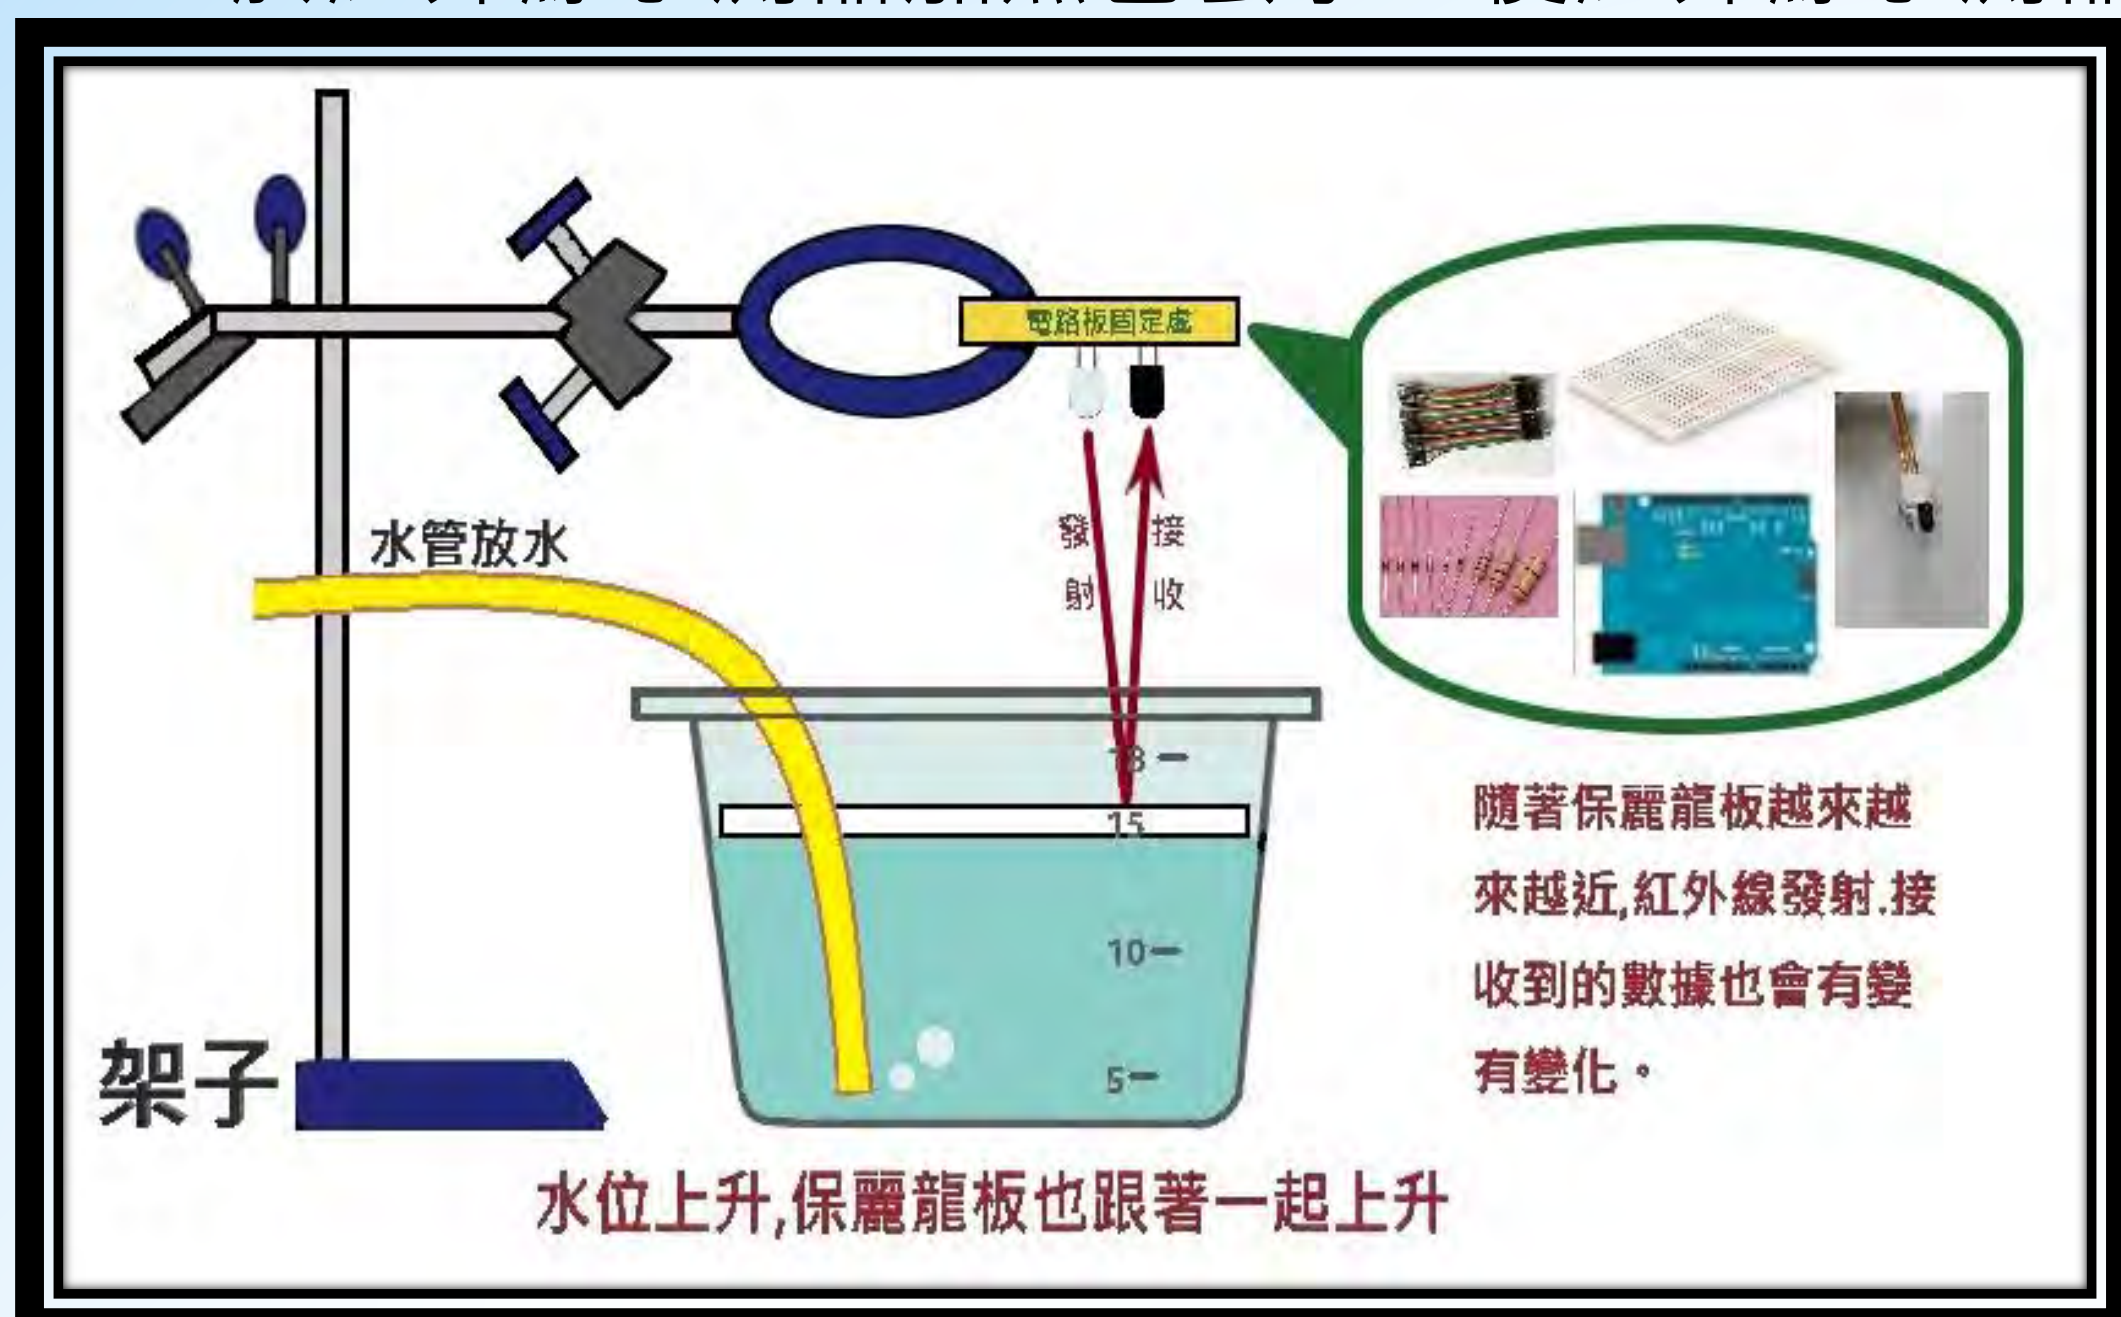 電路板固定處
發 接
射 收
水管放水
18
15
10
5
隨著保麗龍板越來越
來越近,紅外線發射.接
收到的數據也會有變
有變化。
架子
水位上升,保麗龍板也跟著一起上升